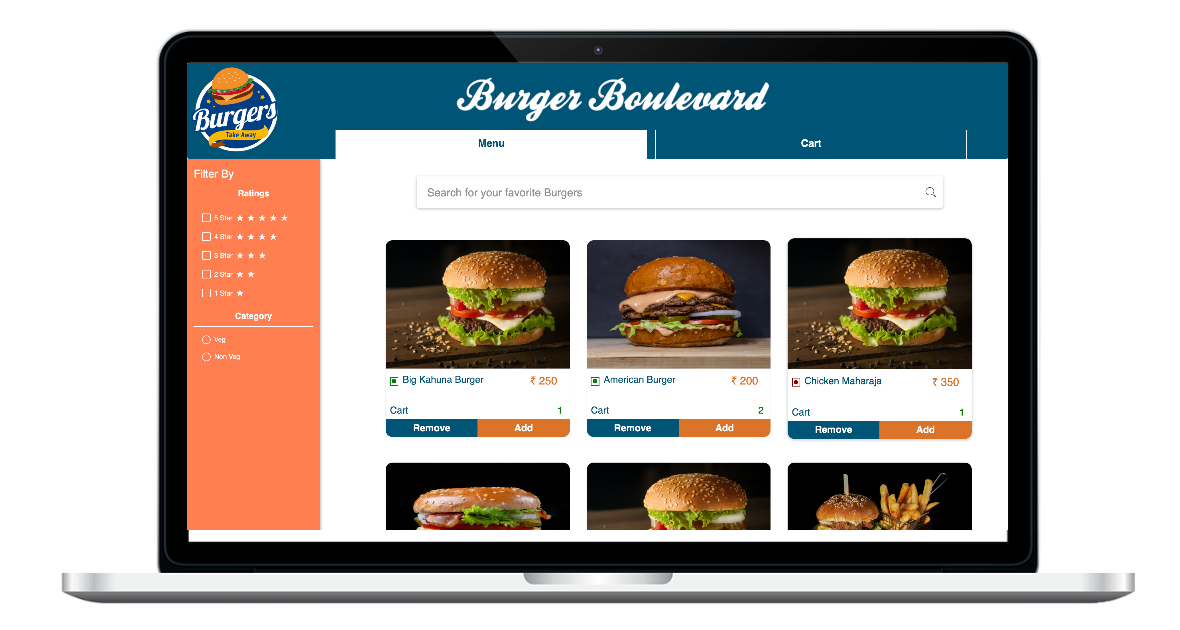 Burgers
Take Away
Burger Boulevard
Menu
Cart
Filter By
Ratings
5 Star ★ ★ ★ ★ ★
4 Star ★ ★ ★ ★
3 Star ★ ★ ★
2 Star ★ ★
1 Star ★
Category
Veg
Non Veg
Search for your favorite Burgers
Big Kahuna Burger ₹ 250
Cart 1
Remove Add
American Burger ₹ 200
Cart 2
Remove Add
Chicken Maharaja ₹ 350
Cart 1
Remove Add